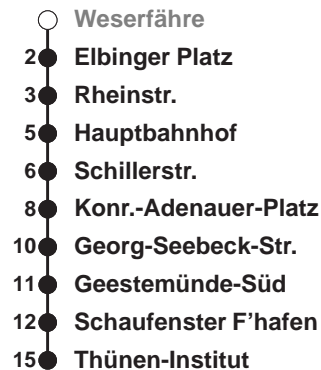 Weserfähre
2 Elbinger Platz
3 Rheinstr.
5 Hauptbahnhof
6 Schillerstr.
8 Konr.-Adenauer-Platz
10 Georg-Seebeck-Str.
11 Geestemünde-Süd
12 Schaufenster F’hafen
15 Thünen-Institut